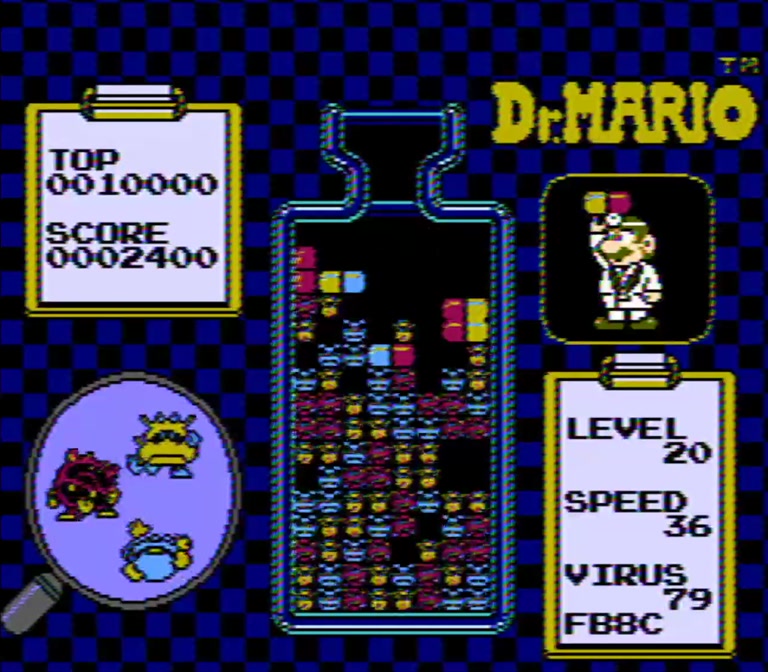 TM
Dr. MARIO
TOP
0010000
SCORE
0002400
LEVEL
20
SPEED
36
VIRUS
79
FB8C